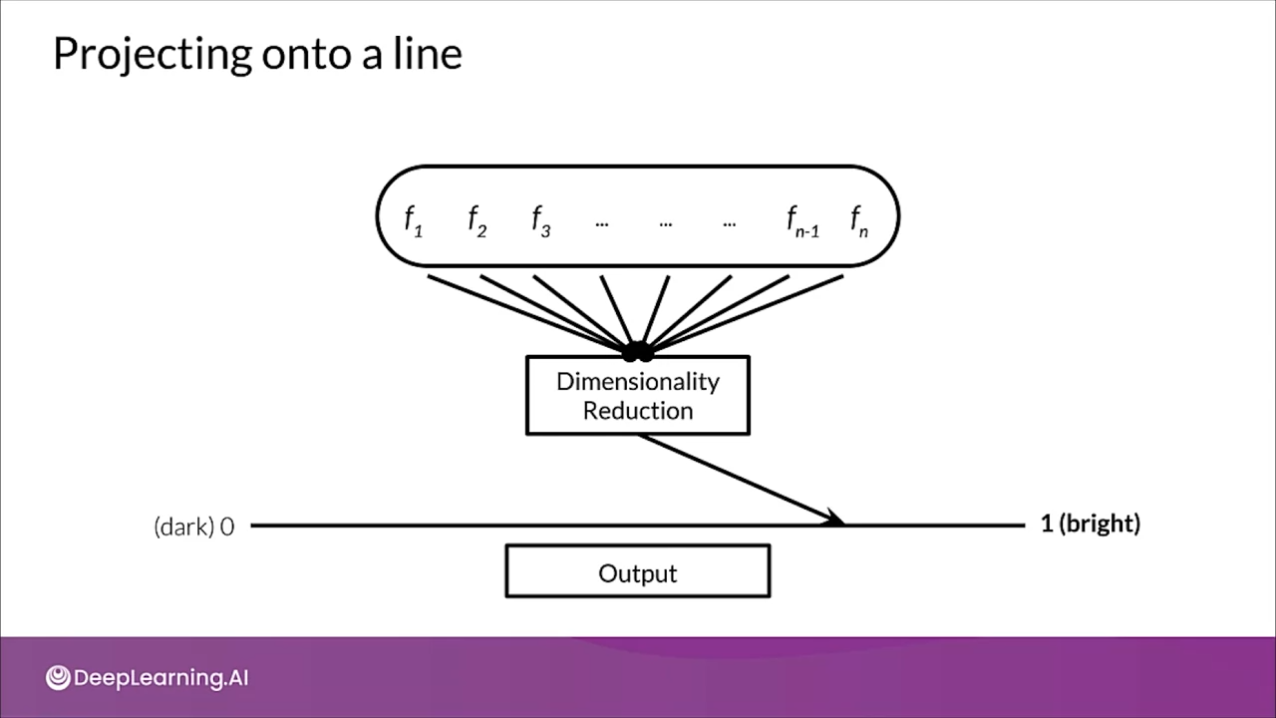 Projecting onto a line
f1 f2 f3 ... ... ... fn-1 fn
Dimensionality
Reduction
(dark) 0
1 (bright)
Output
DeepLearning.AI